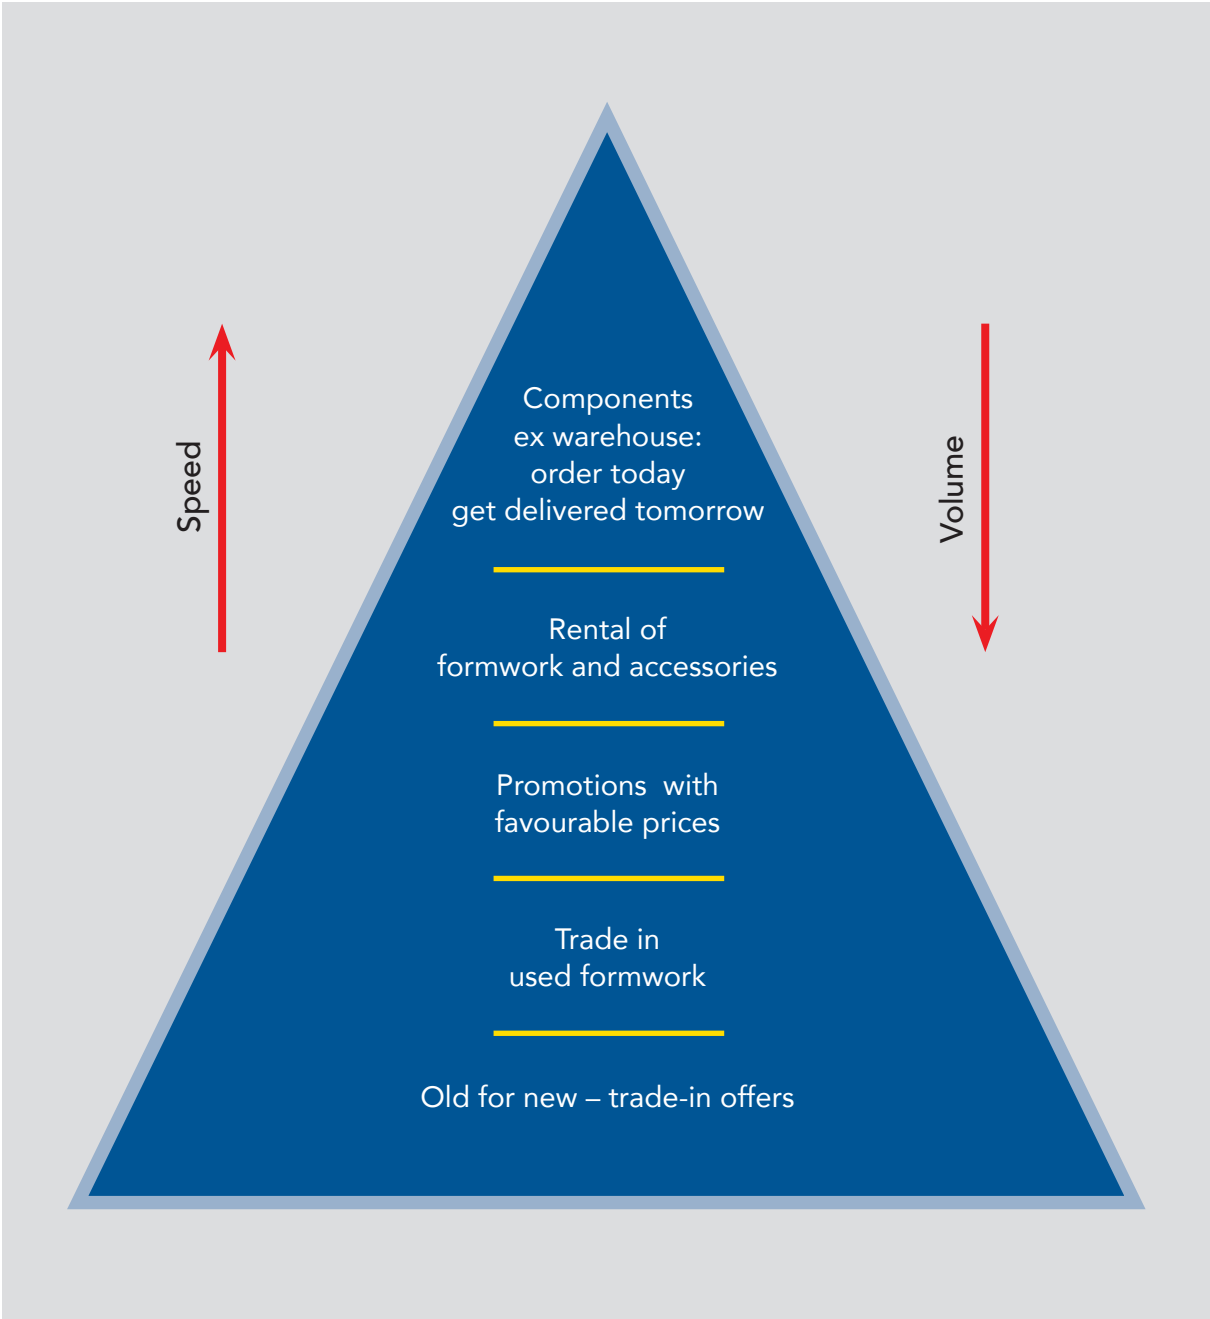 Components
ex warehouse:
order today
get delivered tomorrow
Speed
Volume
Rental of
formwork and accessories
Promotions  with
favourable prices
Trade in
used formwork
Old for new – trade-in offers